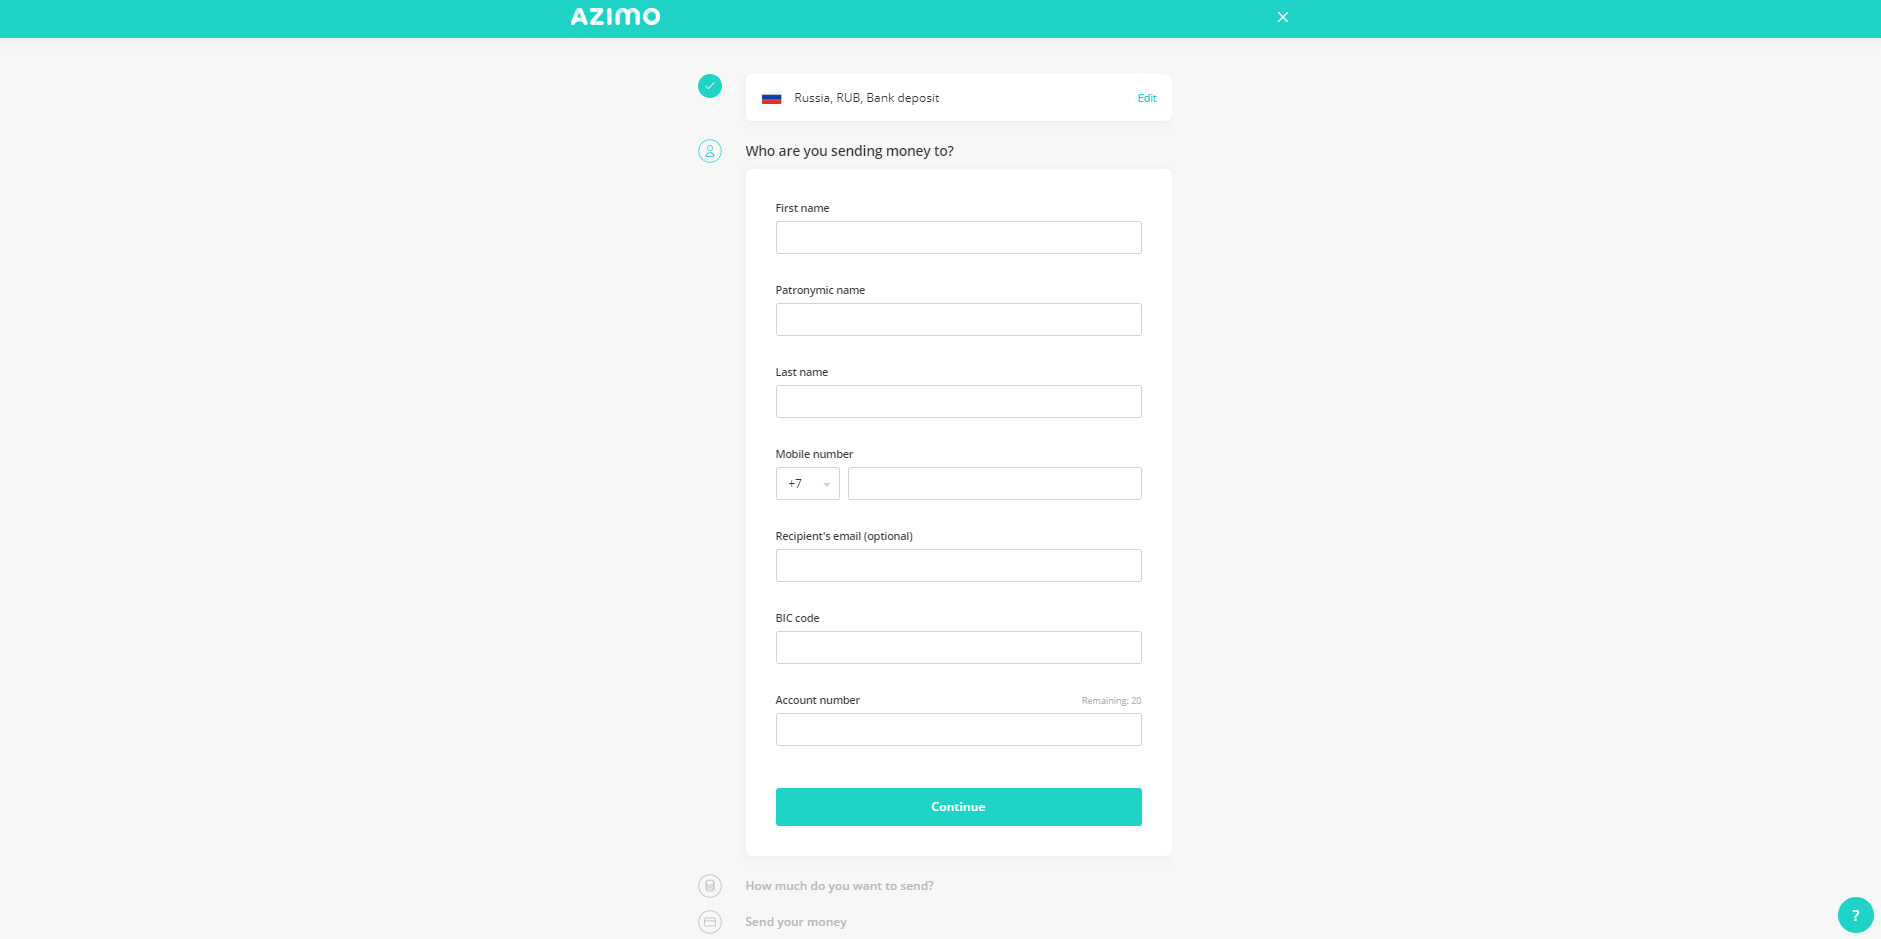 AZIMO
Russia, RUB, Bank deposit
Edit
Who are you sending money to?
First name
Patronymic name
Last name
Mobile number
+7
Recipient's email (optional)
BIC code
Account number
Remaining: 20
Continue
How much do you want to send?
Send your money
?